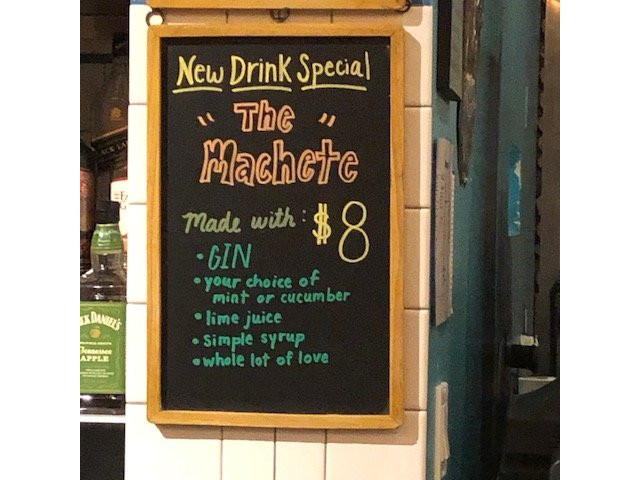 New Drink Special
"The"
Machete
Made with: $8
• GIN
• your choice of
mint or cucumber
• lime juice
• simple syrup
• whole lot of love
JACK DANIEL'S
Tennessee
APPLE